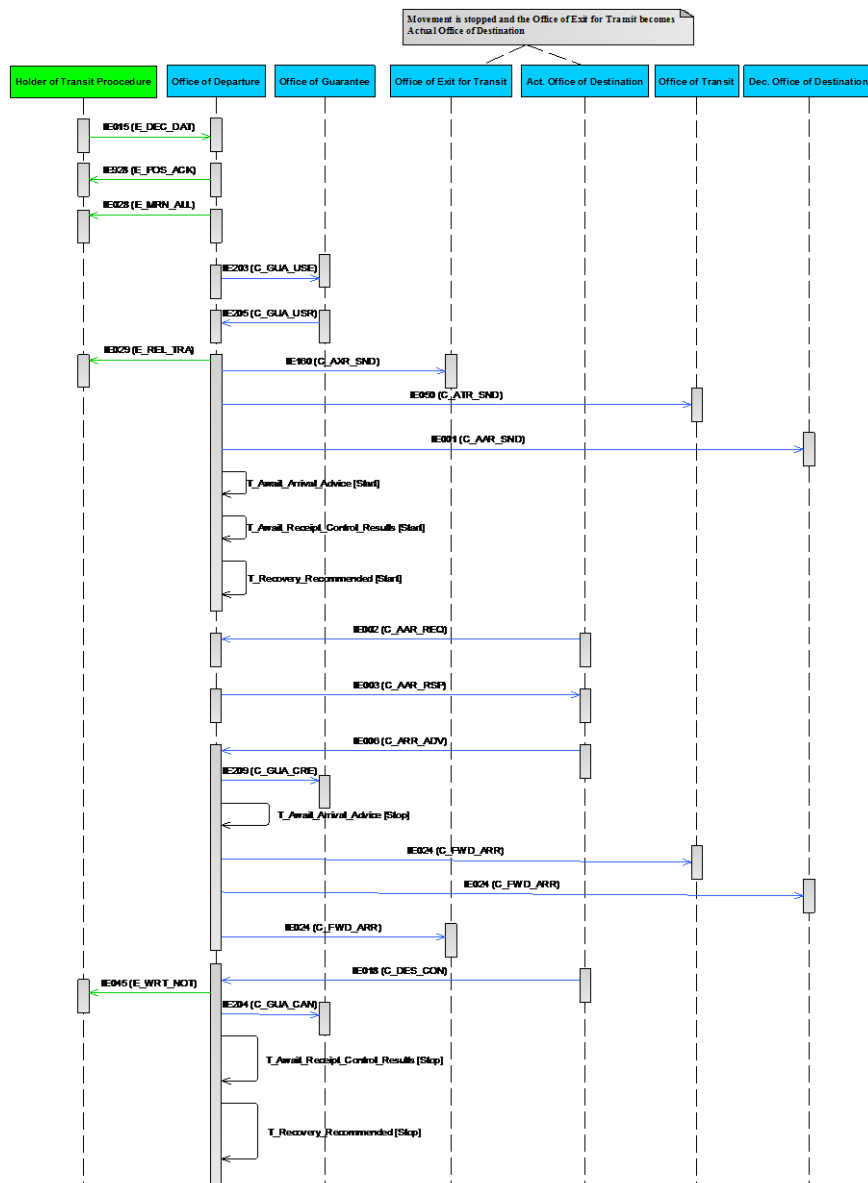 Movement is stopped and the Office of Exit for Transit becomes
Actual Office of Destination
Holder of Transit Proocedure
Office of Departure
Office of Guarantee
Office of Exit for Transit
Act. Office of Destination
Office of Transit
Dec. Office of Destination
IE015 (E_DEC_DAT)
IE928 (E_POS_ACK)
IE028 (E_MRN_ALL)
IE203 (C_GUA_USE)
IE205 (C_GUA_USR)
IE029 (E_REL_TRA)
IE160 (C_AXR_SND)
IE050 (C_ATR_SND)
IE001 (C_AAR_SND)
T_Await_Arrival_Advice [Start]
T_Await_Receipt_Control_Results [Start]
T_Recovery_Recommended [Start]
IE002 (C_AAR_REQ)
IE003 (C_AAR_RSP)
IE006 (C_ARR_ADV)
IE209 (C_GUA_CRE)
T_Await_Arrival_Advice [Stop]
IE024 (C_FWD_ARR)
IE024 (C_FWD_ARR)
IE024 (C_FWD_ARR)
IE018 (C_DES_CON)
IE045 (E_WRT_NOT)
IE204 (C_GUA_CAN)
T_Await_Receipt_Control_Results [Stop]
T_Recovery_Recommended [Stop]